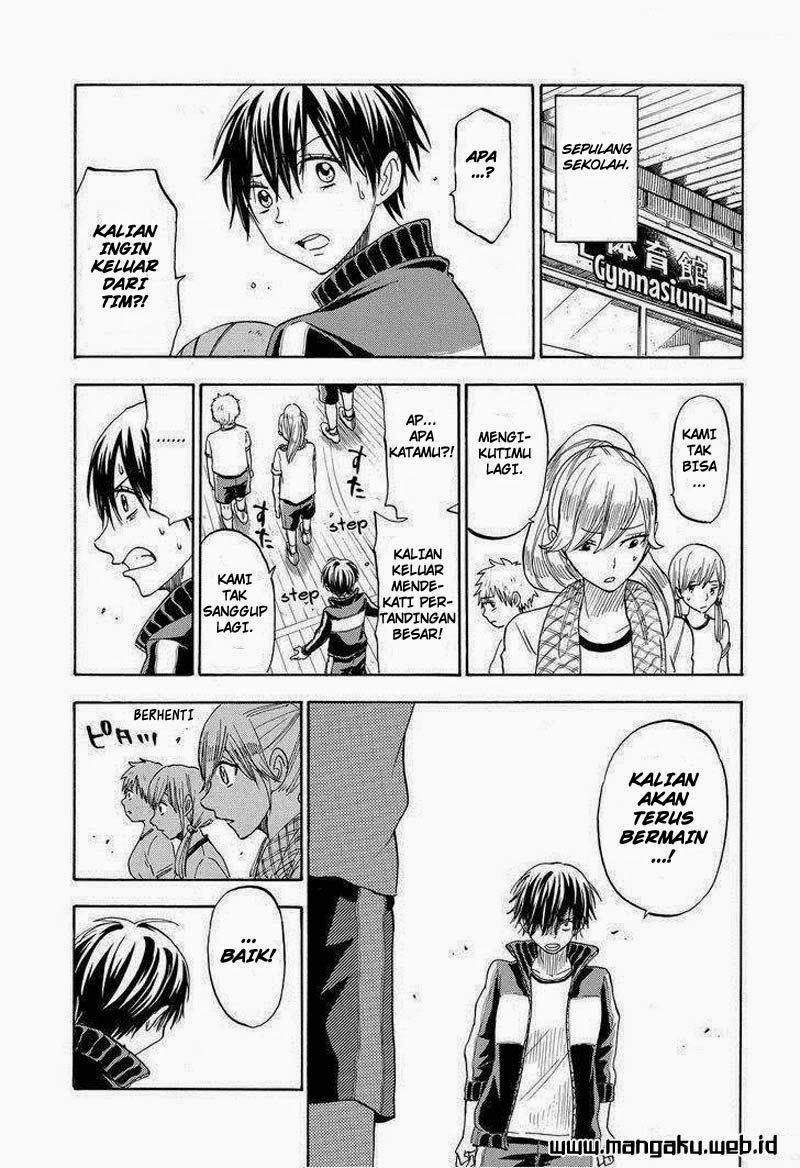 SEPULANG
SEKOLAH.
体育館
Gymnasium
APA
...?
KALIAN
INGIN
KELUAR
DARI
TIM?!
KAMI
TAK
BISA
...
MENGI-
KUTIMU
LAGI.
AP...
APA
KATAMU?!
すた
step
KALIAN
KELUAR
MENDE-
KATI PER-
TANDINGAN
BESAR!
すた
step
KAMI
TAK
SANGGUP
LAGI.
.......
KALIAN
AKAN
TERUS
BERMAIN
...!
BERHENTI
ピタッ
...
BAIK!
www.mangaku.web.id